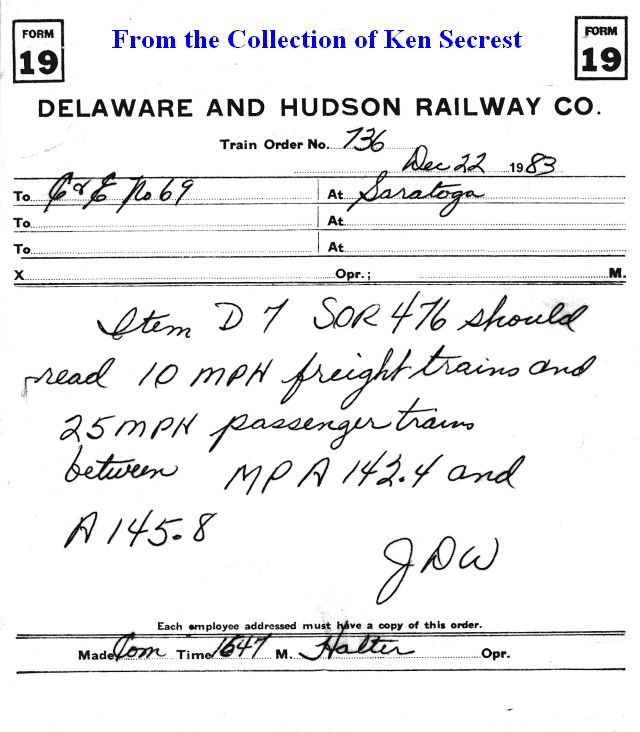 FORM 19
From the Collection of Ken Secrest
FORM 19
DELAWARE AND HUDSON RAILWAY CO.
Train Order No. 736
Dec 22 1983
To C&E No. 69 At Saratoga
To At
To At
X Opr.; M.
Item D 7 SOR 476 should
read 10 MPH freight trains and
25 MPH passenger trains
between MP A 142.4 and
A 145.8
JDW
Each employee addressed must have a copy of this order.
Made Com Time 1647 M. Halter Opr.